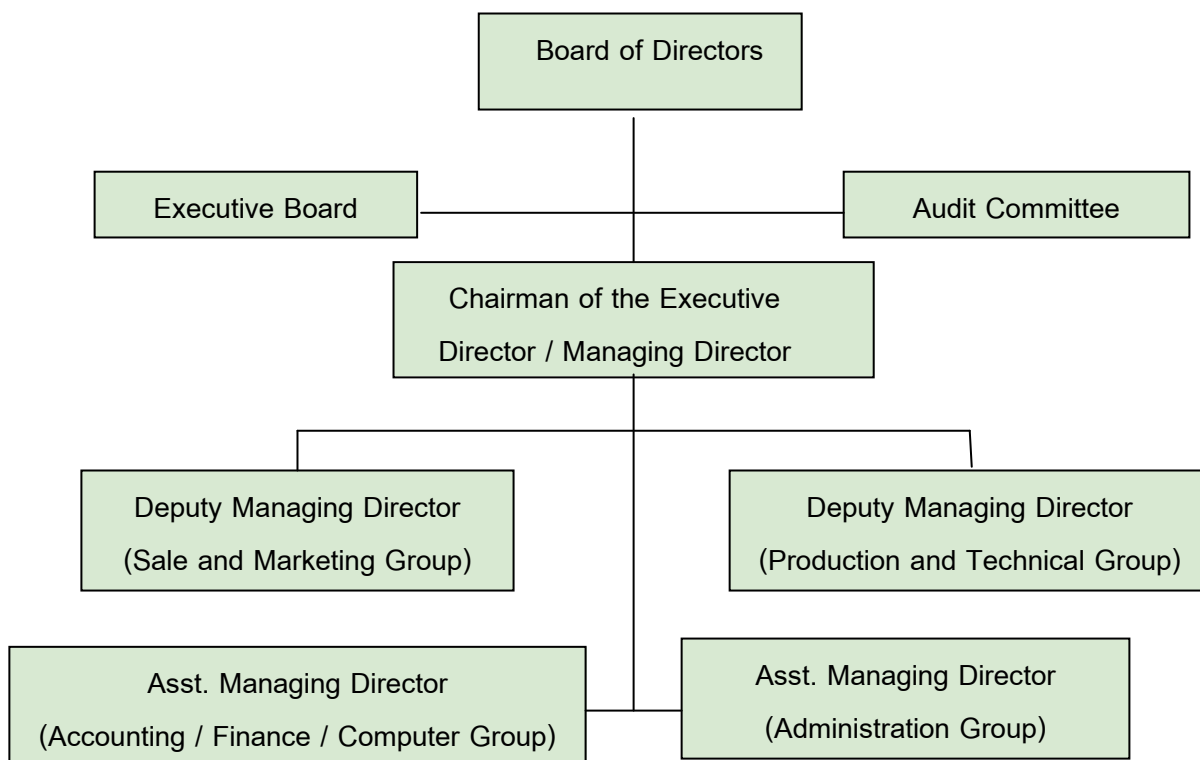 Board of Directors
Executive Board
Audit Committee
Chairman of the Executive
Director / Managing Director
Deputy Managing Director
(Sale and Marketing Group)
Deputy Managing Director
(Production and Technical Group)
Asst. Managing Director
(Accounting / Finance / Computer Group)
Asst. Managing Director
(Administration Group)